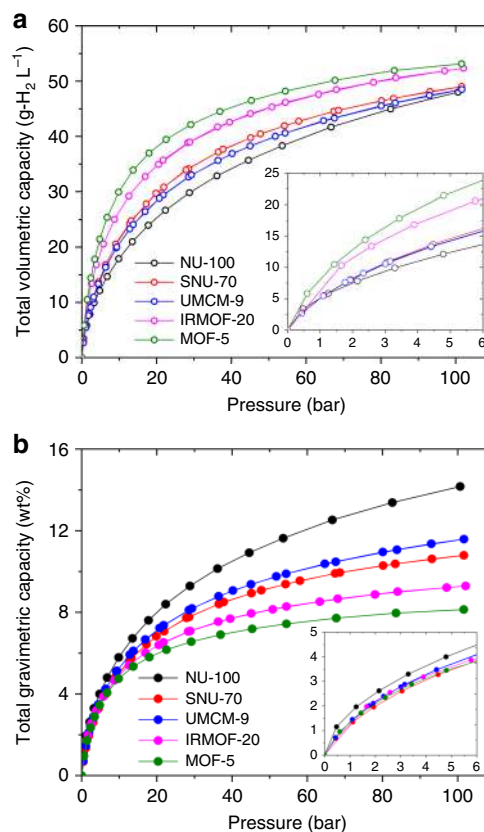 a
Total volumetric capacity (g-H₂ L⁻¹)
60
50
40
30
20
10
0
0 20 40 60 80 100
Pressure (bar)
NU-100
SNU-70
UMCM-9
IRMOF-20
MOF-5
25
20
15
10
5
0
0 1 2 3 4 5 6
b
Total gravimetric capacity (wt%)
16
12
8
4
0
0 20 40 60 80 100
Pressure (bar)
NU-100
SNU-70
UMCM-9
IRMOF-20
MOF-5
5
4
3
2
1
0
0 1 2 3 4 5 6